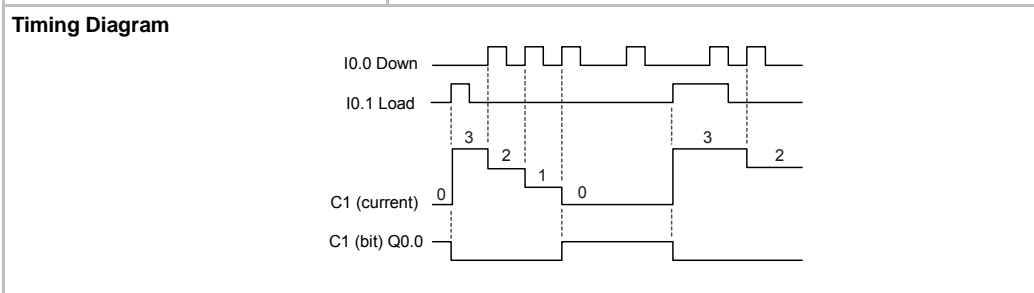 Timing Diagram
I0.0 Down
I0.1 Load
3
2
1
0
0
3
2
C1 (current)
C1 (bit) Q0.0